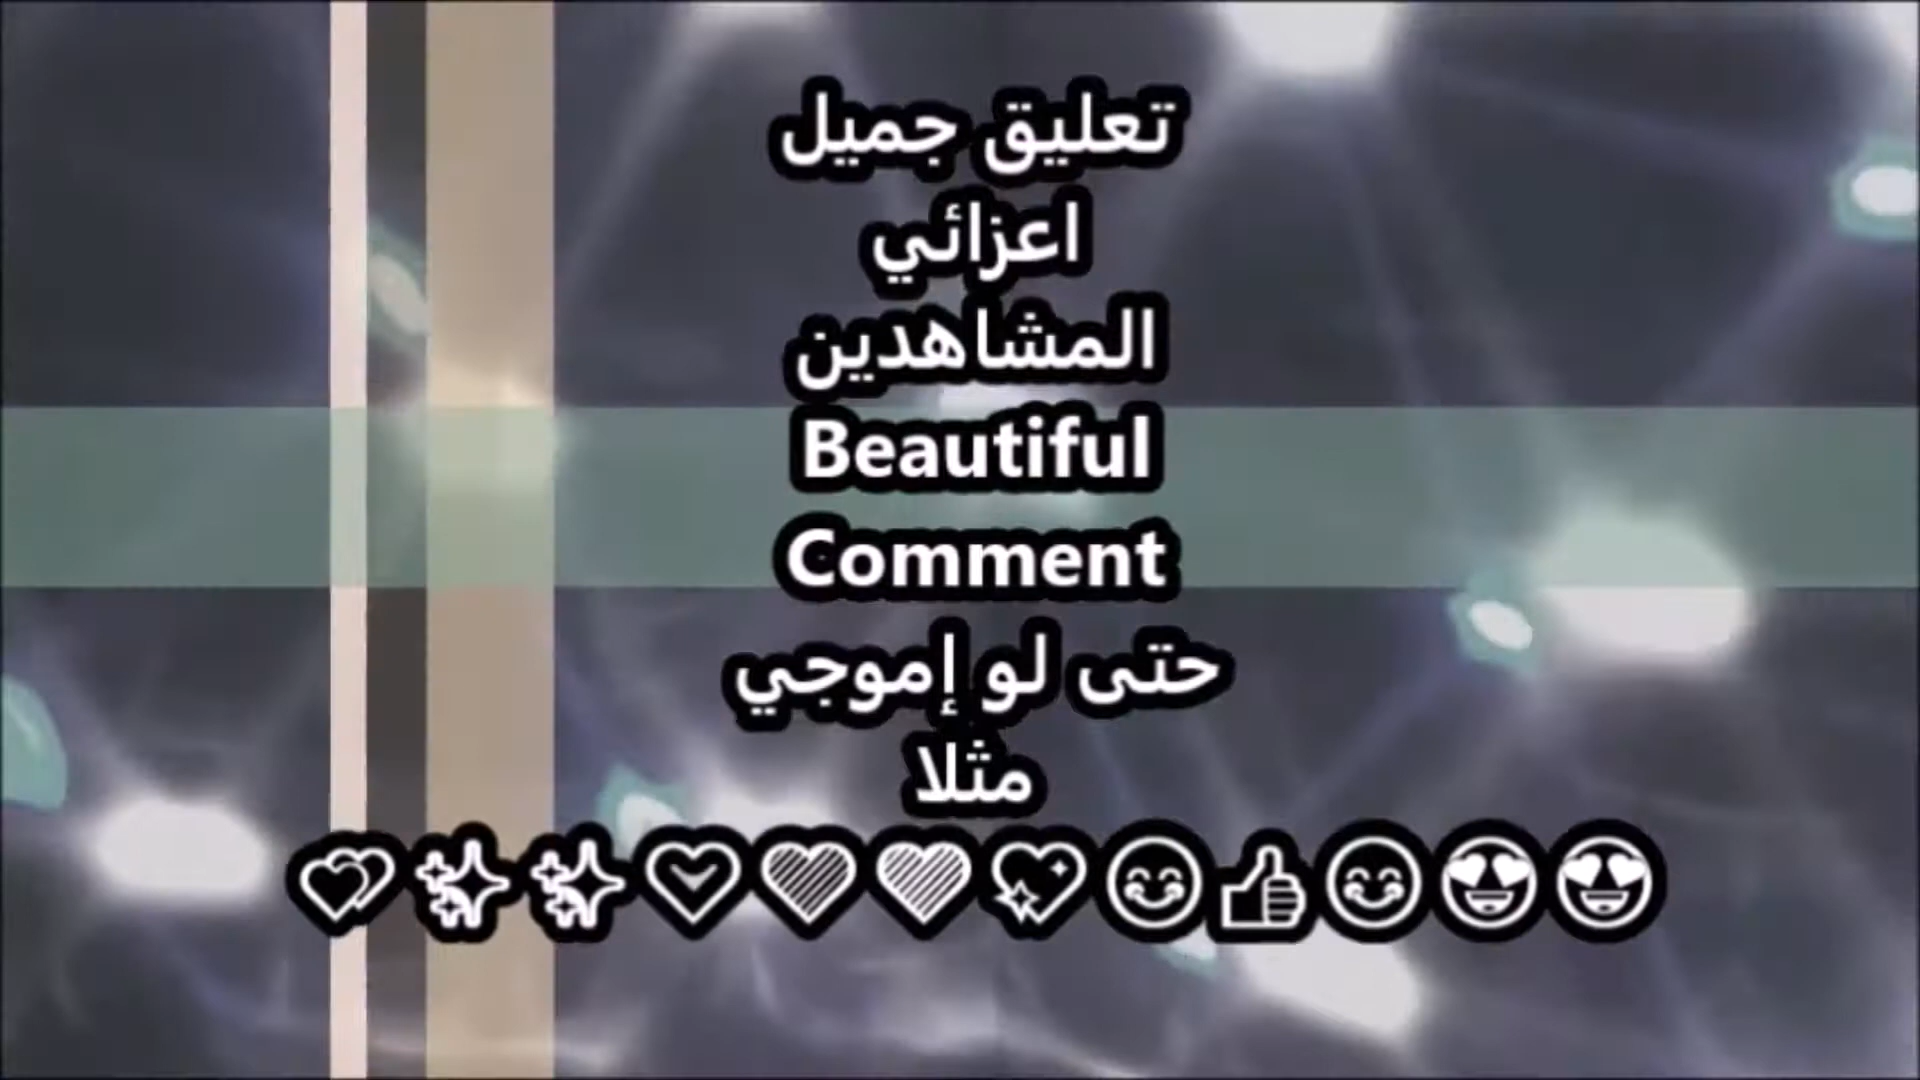 تعليق جميل
اعزائي
المشاهدين
Beautiful
Comment
حتى لو إموجي
مثلا
💕✨✨💟🤎💜💖😊👍😊😍😍